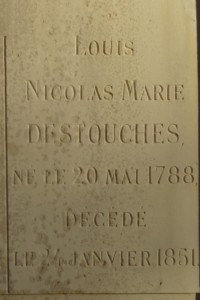 LOUIS
NICOLAS MARIE
DESTOUCHES,
NÉ LE 20 MAI 1788
DÉCÉDÉ
LE 24 JANVIER 1851.